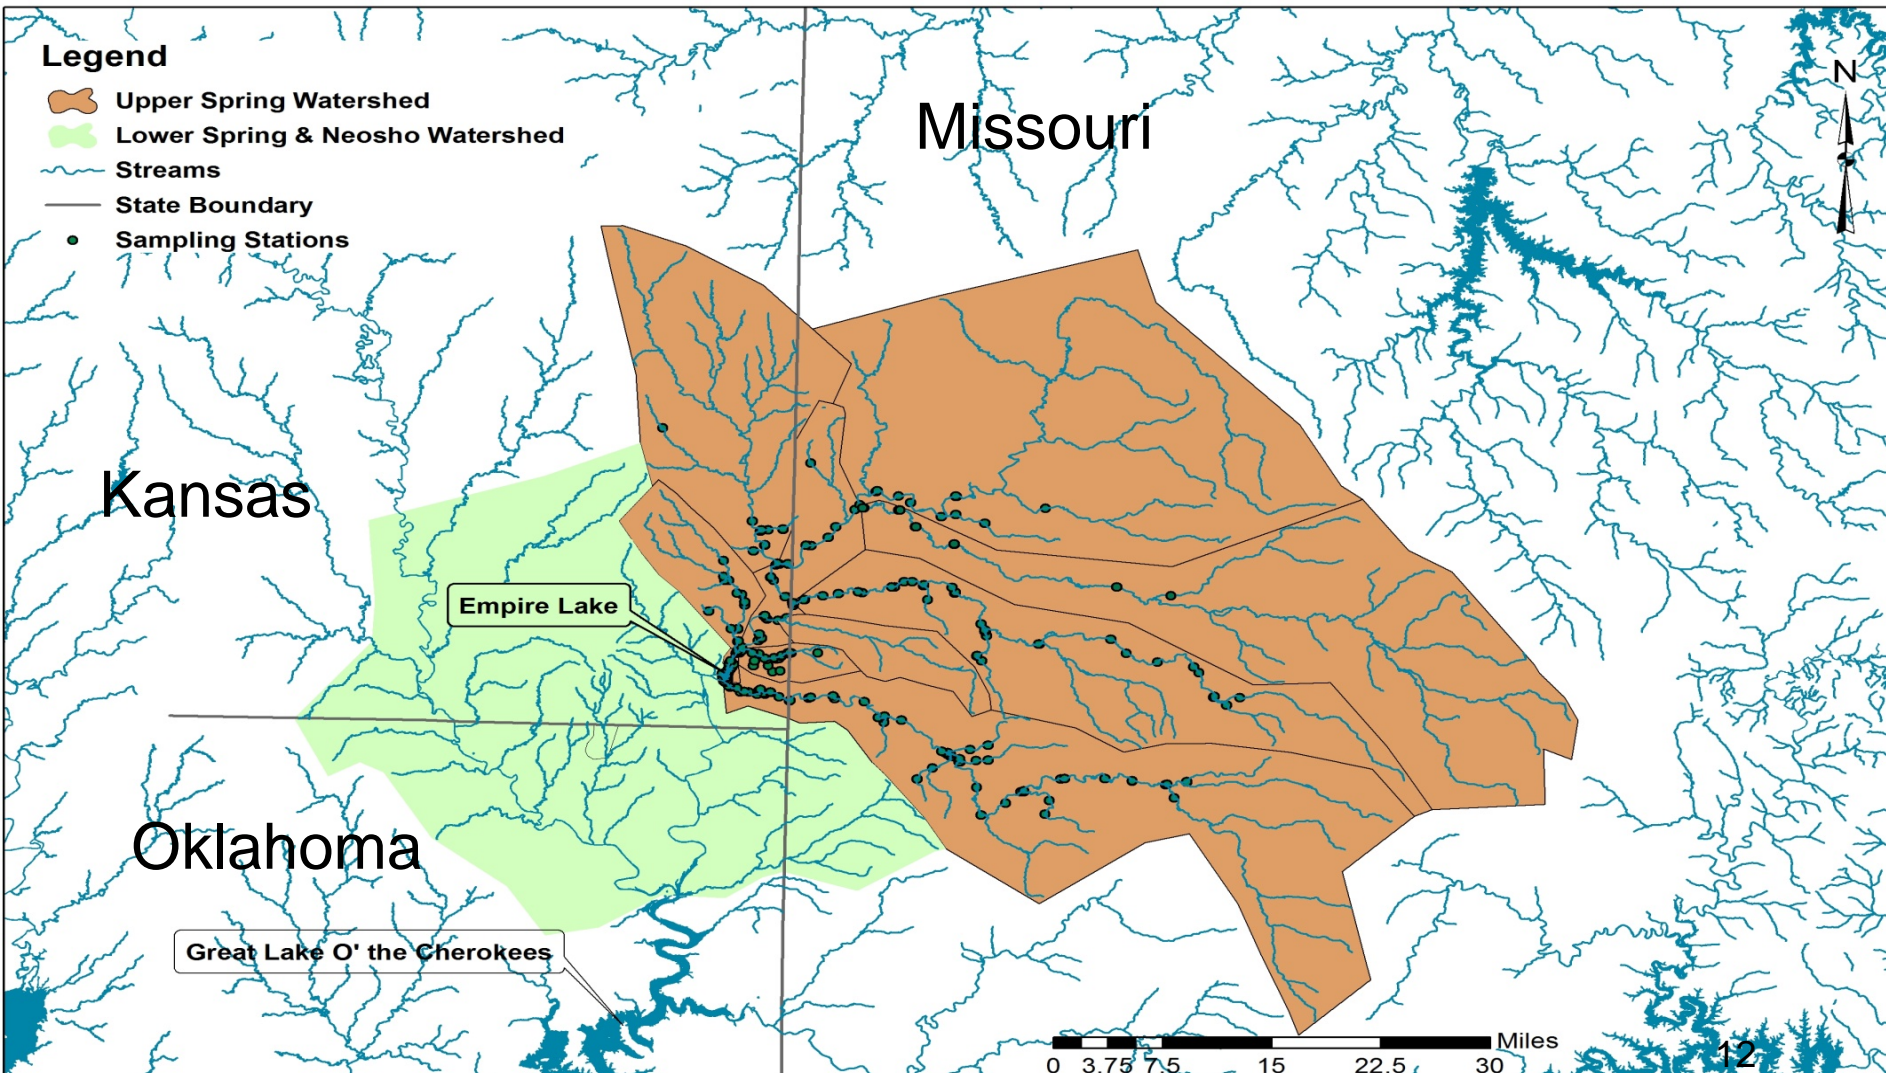 Legend
Upper Spring Watershed
Lower Spring & Neosho Watershed
Streams
State Boundary
Sampling Stations
Missouri
N
Kansas
Empire Lake
Oklahoma
Great Lake O' the Cherokees
Miles
0 3.75 7.5 15 22.5 30
12